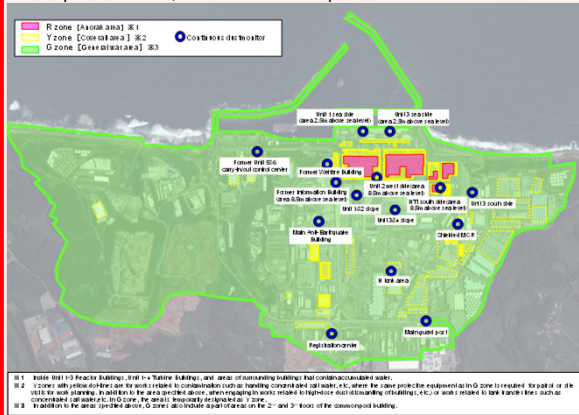 R zone [Anorak area] ※1
Y zone [Coverall area] ※2
G zone [General wear area] ※3
Continuous dust monitor
Unit 1 sea side
(area 2.5m above sea level)
Unit 3 sea side
(area 2.5m above sea level)
Former Unit 5&6
carry-in/out control center
Former Welfare Building
Former Information Building
(area 8.5m above sea level)
Unit 2 west side (area
8.5m above sea level)
HTI south side (area
8.5m above sea level)
Unit 3 south side
Unit 1&2 slope
Unit 3&4 slope
Main Anti-Earthquake
Building
Shielded MCR
H tank area
Registration center
Main guard post
※1 Inside Unit 1-3 Reactor Buildings, Unit 1-4 Turbine Buildings, and areas of surrounding buildings that contain accumulated water.
※2 Y zones with yellow dot-lines are for works related to contamination such as handling concentrated salt water, etc, where the same protective equipment as in G zone is required for patrol or site
visits for work planning. In addition to the area specified above, when engaging in works related to high-dose dust (dismantling of buildings, etc.) or works related to tank transfer lines such as
concentrated salt water, etc. in G zone, the area is temporarily designated as Y zone.
※3 In addition to the areas specified above, G zones also include a part of areas on the 2nd and 3rd floors of the common pool building.